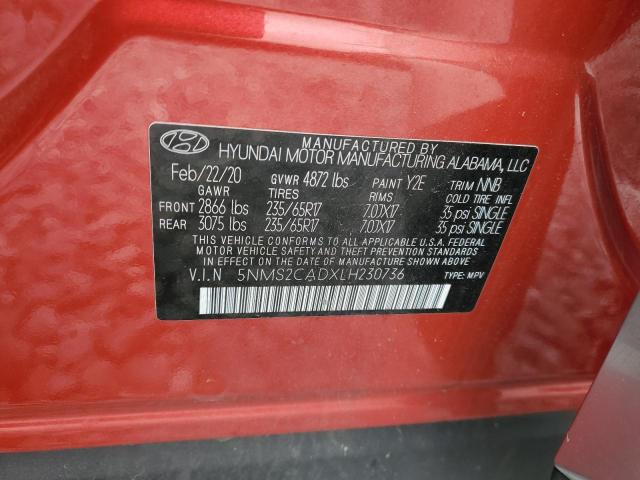 MANUFACTURED BY
HYUNDAI MOTOR MANUFACTURING ALABAMA, LLC
Feb/22/20 GVWR 4872 lbs PAINT Y2E TRIM NNB
GAWR TIRES RIMS COLD TIRE INFL
FRONT 2866 lbs 235/65R17 7.0JX17 35 psi SINGLE
REAR 3075 lbs 235/65R17 7.0JX17 35 psi SINGLE
THIS VEHICLE CONFORMS TO ALL APPLICABLE U.S. FEDERAL
MOTOR VEHICLE SAFETY AND THEFT PREVENTION STANDARDS
IN EFFECT ON THE DATE OF MANUFACTURE SHOWN ABOVE.
V.I.N 5NMS2CADXLH230736 TYPE: MPV